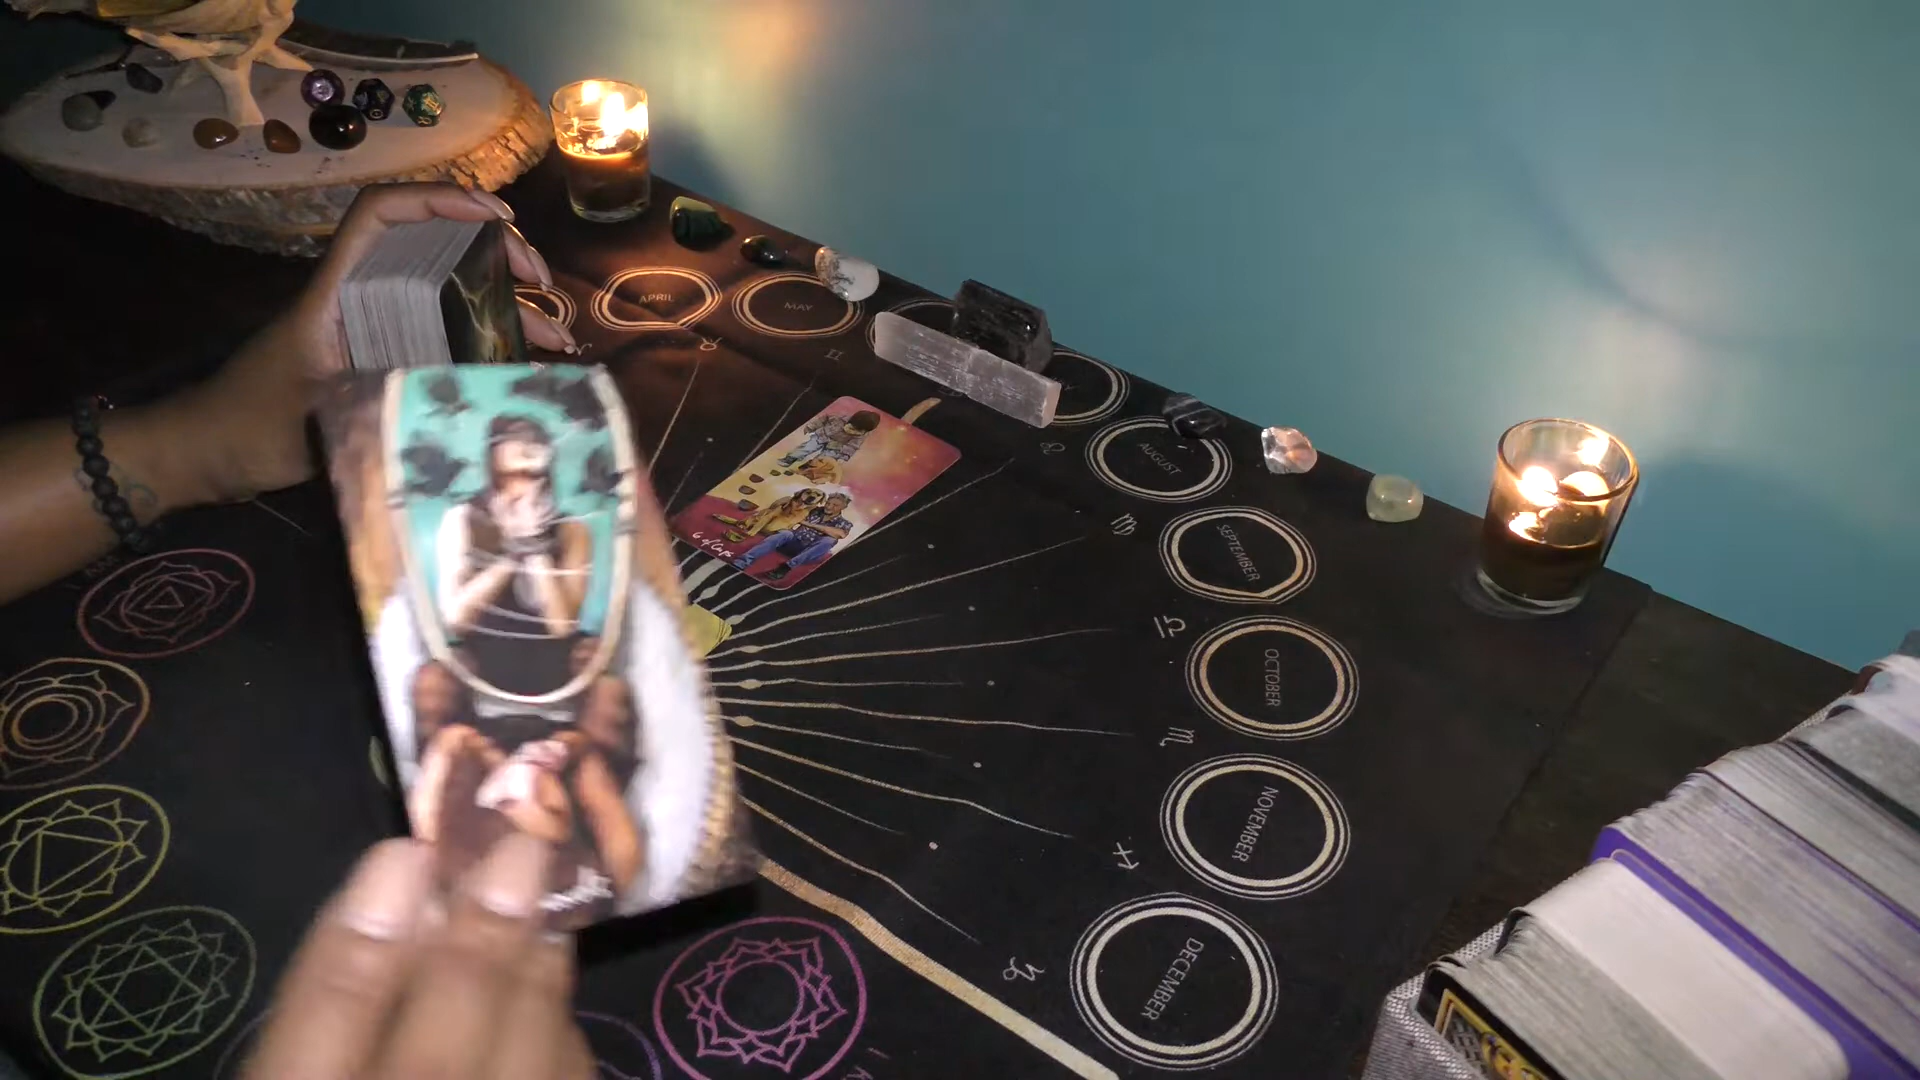 APRIL
MAY
AUGUST
SEPTEMBER
OCTOBER
NOVEMBER
DECEMBER
6 of Cups